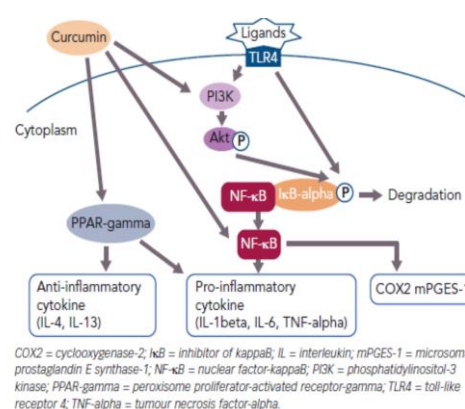 Curcumin
Ligands
TLR4
PI3K
Cytoplasm
Akt
P
NF-κB
IκB-alpha
P
Degradation
PPAR-gamma
NF-κB
Anti-inflammatory
cytokine
(IL-4, IL-13)
Pro-inflammatory
cytokine
(IL-1beta, IL-6, TNF-alpha)
COX2 mPGES-1
COX2 = cyclooxygenase-2; IκB = inhibitor of kappaB; IL = interleukin; mPGES-1 = microsom
prostaglandin E synthase-1; NF-κB = nuclear factor-kappaB; PI3K = phosphatidylinositol-3
kinase; PPAR-gamma = peroxisome proliferator-activated receptor-gamma; TLR4 = toll-like
receptor 4; TNF-alpha = tumour necrosis factor-alpha.